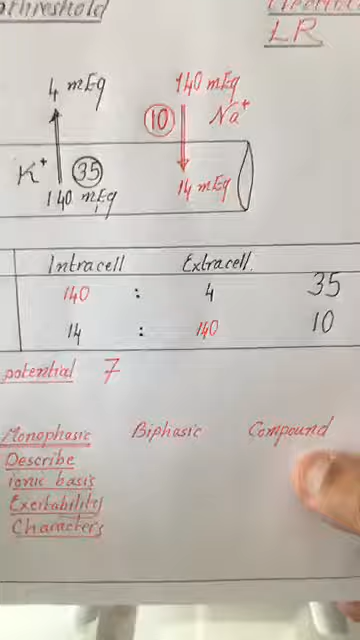 threshold
LR
4 mEq
140 mEq
10
Na+
K+
35
140 mEq
14 mEq
Intracell
Extracell
140 : 4 35
14 : 140 10
potential 7
Monophasic Biphasic Compound
Describe
ionic basis
Excitability
Characters